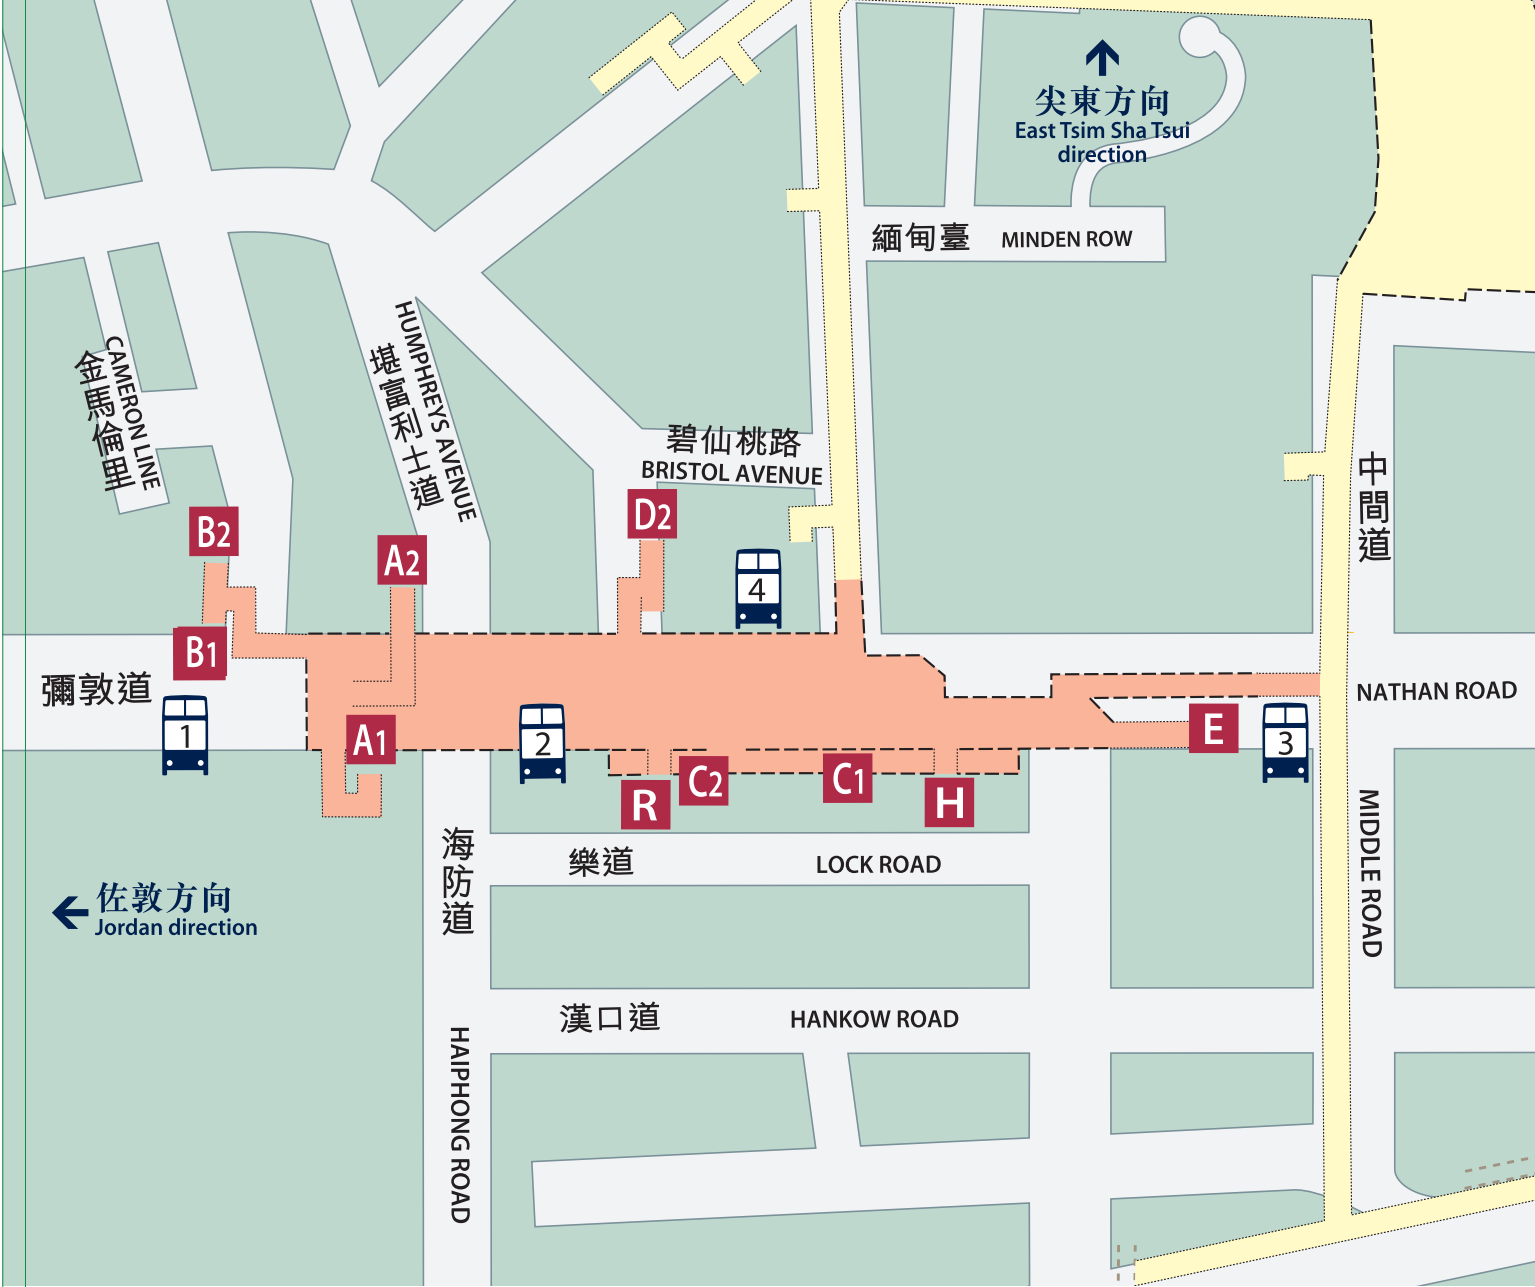 尖東方向
East Tsim Sha Tsui
direction
緬甸臺 MINDEN ROW
金馬倫里
CAMERON LINE
堪富利士道
HUMPHREYS AVENUE
碧仙桃路
BRISTOL AVENUE
中間道
B2
A2
D2
4
B1
彌敦道
NATHAN ROAD
1
A1
2
E
3
R
C2
C1
H
MIDDLE ROAD
海防道
樂道 LOCK ROAD
佐敦方向
Jordan direction
漢口道 HANKOW ROAD
HAIPHONG ROAD